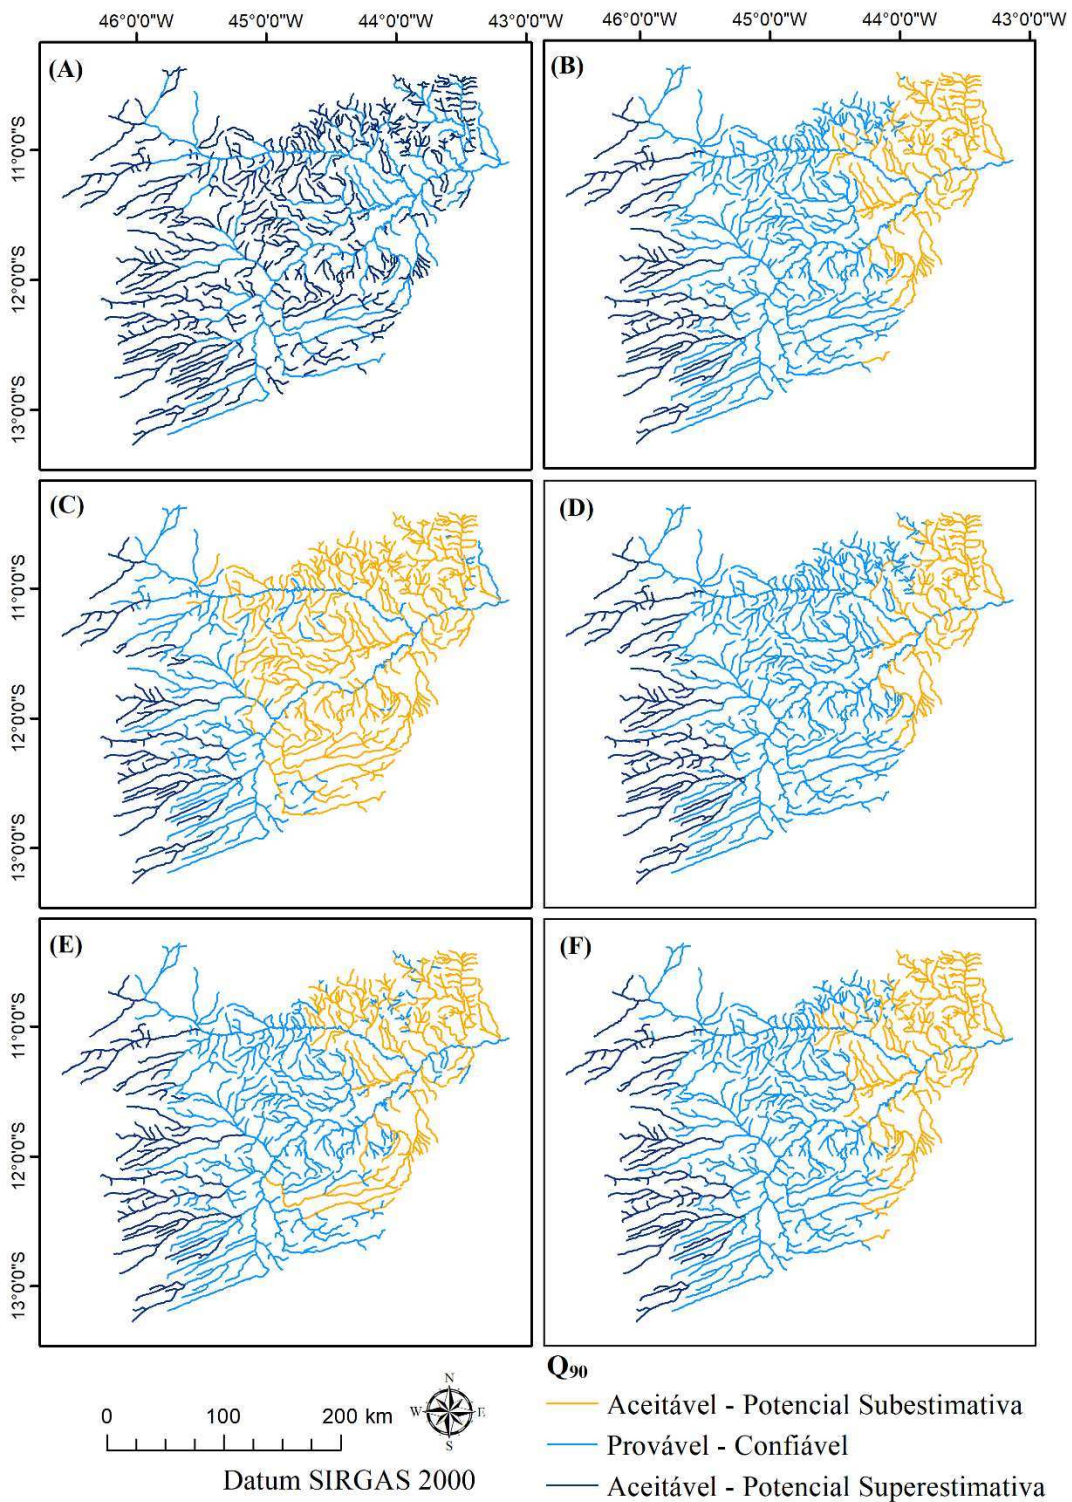 46°0'0"W 45°0'0"W 44°0'0"W 43°0'0"W 46°0'0"W 45°0'0"W 44°0'0"W 43°0'0"W
(A)
(B)
11°0'0"S
12°0'0"S
13°0'0"S
(C)
(D)
11°0'0"S
12°0'0"S
13°0'0"S
(E)
(F)
11°0'0"S
12°0'0"S
13°0'0"S
0 100 200 km
N
W E
S
Datum SIRGAS 2000
Q90
Aceitável - Potencial Subestimativa
Provável - Confiável
Aceitável - Potencial Superestimativa